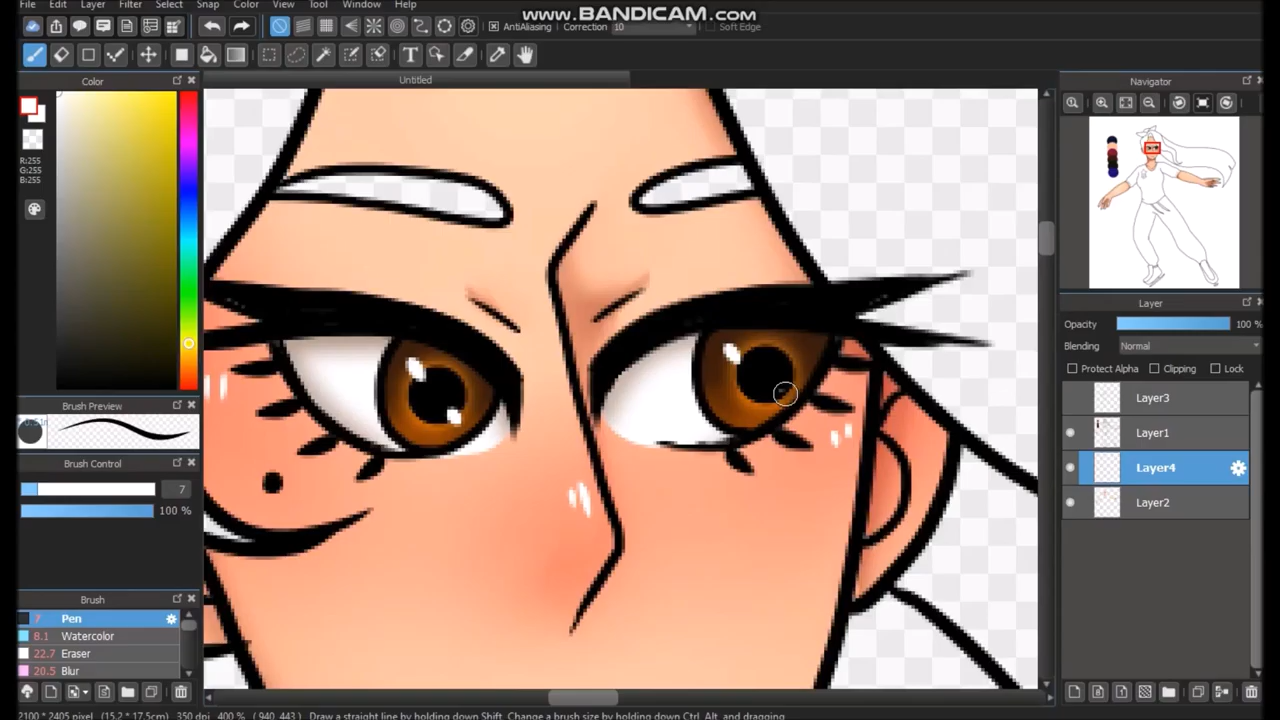 www.BANDICAM.com
File Edit Layer Filter Select Snap Color View Tool Window Help
AntiAliasing Correction 10 Soft Edge
T
Color
Untitled
Navigator
R:255
G:255
B:255
Brush Preview
Brush Control
7
100 %
Layer
Opacity 100 %
Blending Normal
Protect Alpha Clipping Lock
Layer3
Layer1
Layer4
Layer2
Brush
7 Pen
8.1 Watercolor
22.7 Eraser
20.5 Blur
2100 * 2405 pixel (15.2 * 17.5cm) 350 dpi 400 % ( 940, 443 ) Draw a straight line by holding down Shift, Change a brush size by holding down Ctrl, Alt, and dragging